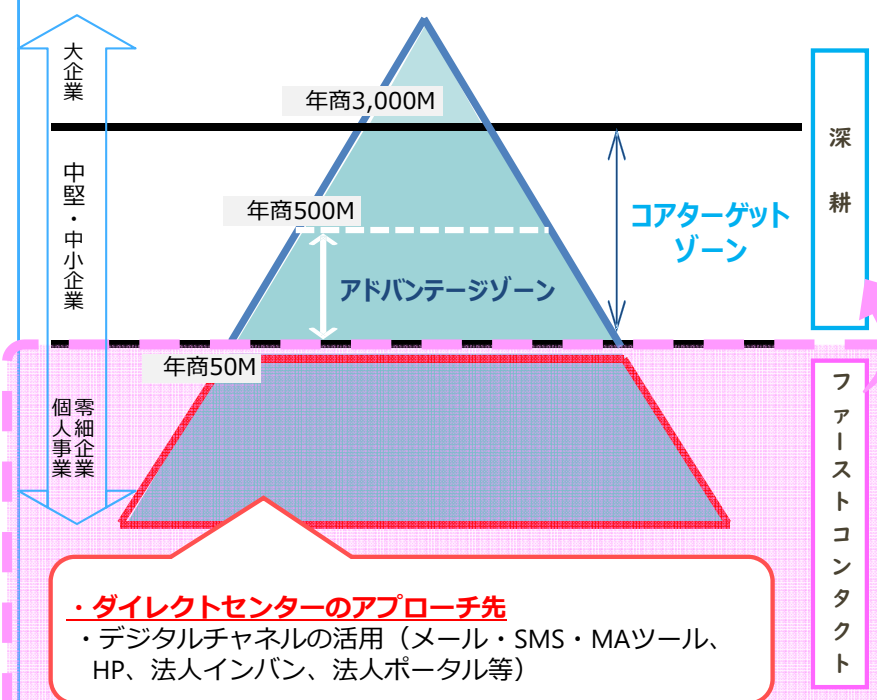 大企業
年商3,000M
深耕
中堅・中小企業
年商500M
コアターゲット
ゾーン
アドバンテージゾーン
年商50M
零細企業
個人事業
ファーストコンタクト
・ダイレクトセンターのアプローチ先
・デジタルチャネルの活用（メール・SMS・MAツール、
HP、法人インバン、法人ポータル等）